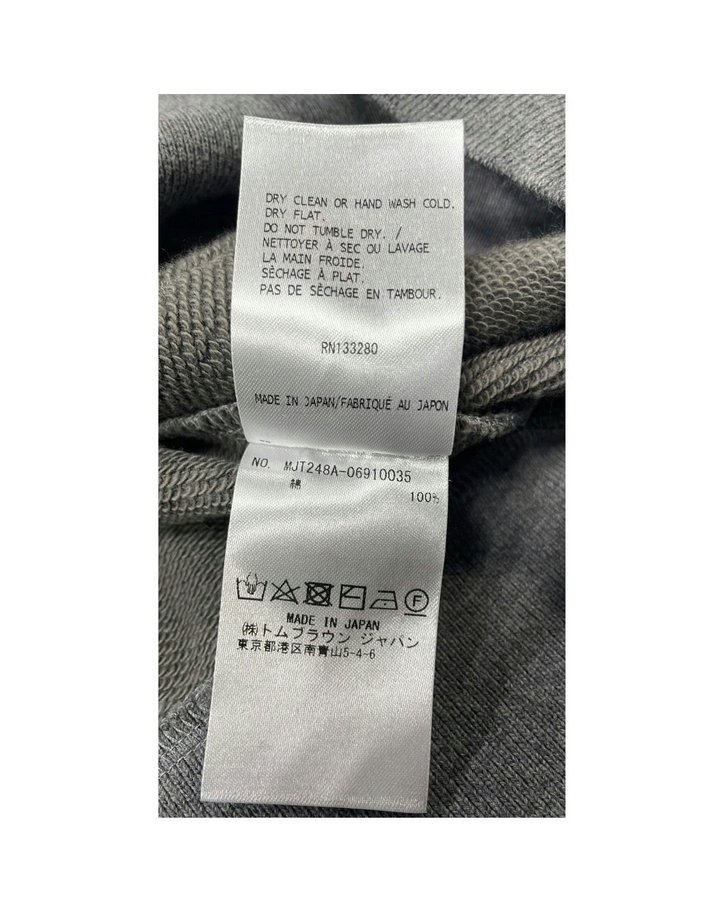 DRY CLEAN OR HAND WASH COLD.
DRY FLAT.
DO NOT TUMBLE DRY. /
NETTOYER À SEC OU LAVAGE
LA MAIN FROIDE.
SÈCHAGE À PLAT.
PAS DE SÈCHAGE EN TAMBOUR.
RN133280
MADE IN JAPAN/FABRIQUÉ AU JAPON
NO. MJT248A-06910035
綿 100%
F
MADE IN JAPAN
㈱トムブラウン ジャパン
東京都港区南青山5-4-6